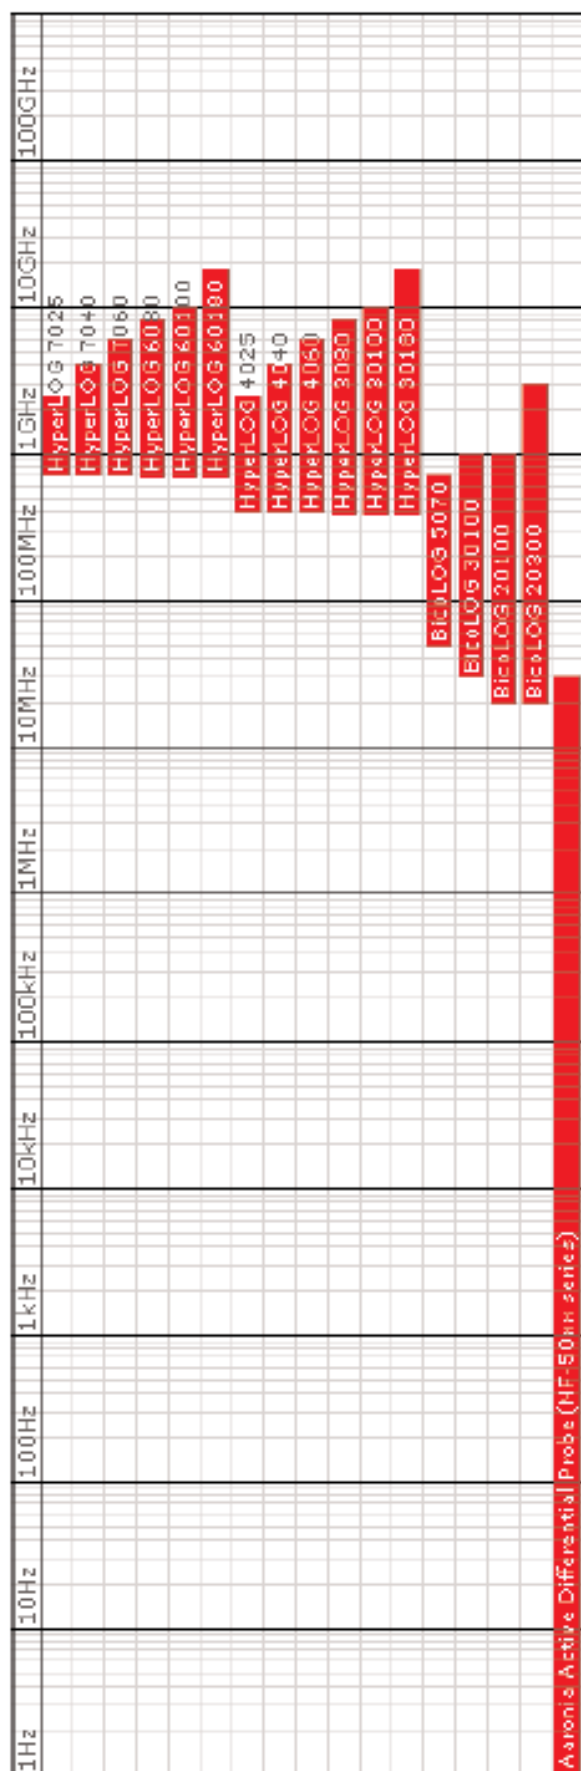 1Hz
10Hz
100Hz
1kHz
10kHz
100kHz
1MHz
10MHz
100MHz
1GHz
10GHz
100GHz
HyperLOG 7025
HyperLOG 7040
HyperLOG 7060
HyperLOG 6080
HyperLOG 60100
HyperLOG 60180
HyperLOG 4025
HyperLOG 4040
HyperLOG 4060
HyperLOG 3080
HyperLOG 30100
HyperLOG 30180
BicoLOG 5070
BicoLOG 30100
BicoLOG 20100
BicoLOG 20300
Aaronia Active Differential Probe (HF-50xx series)